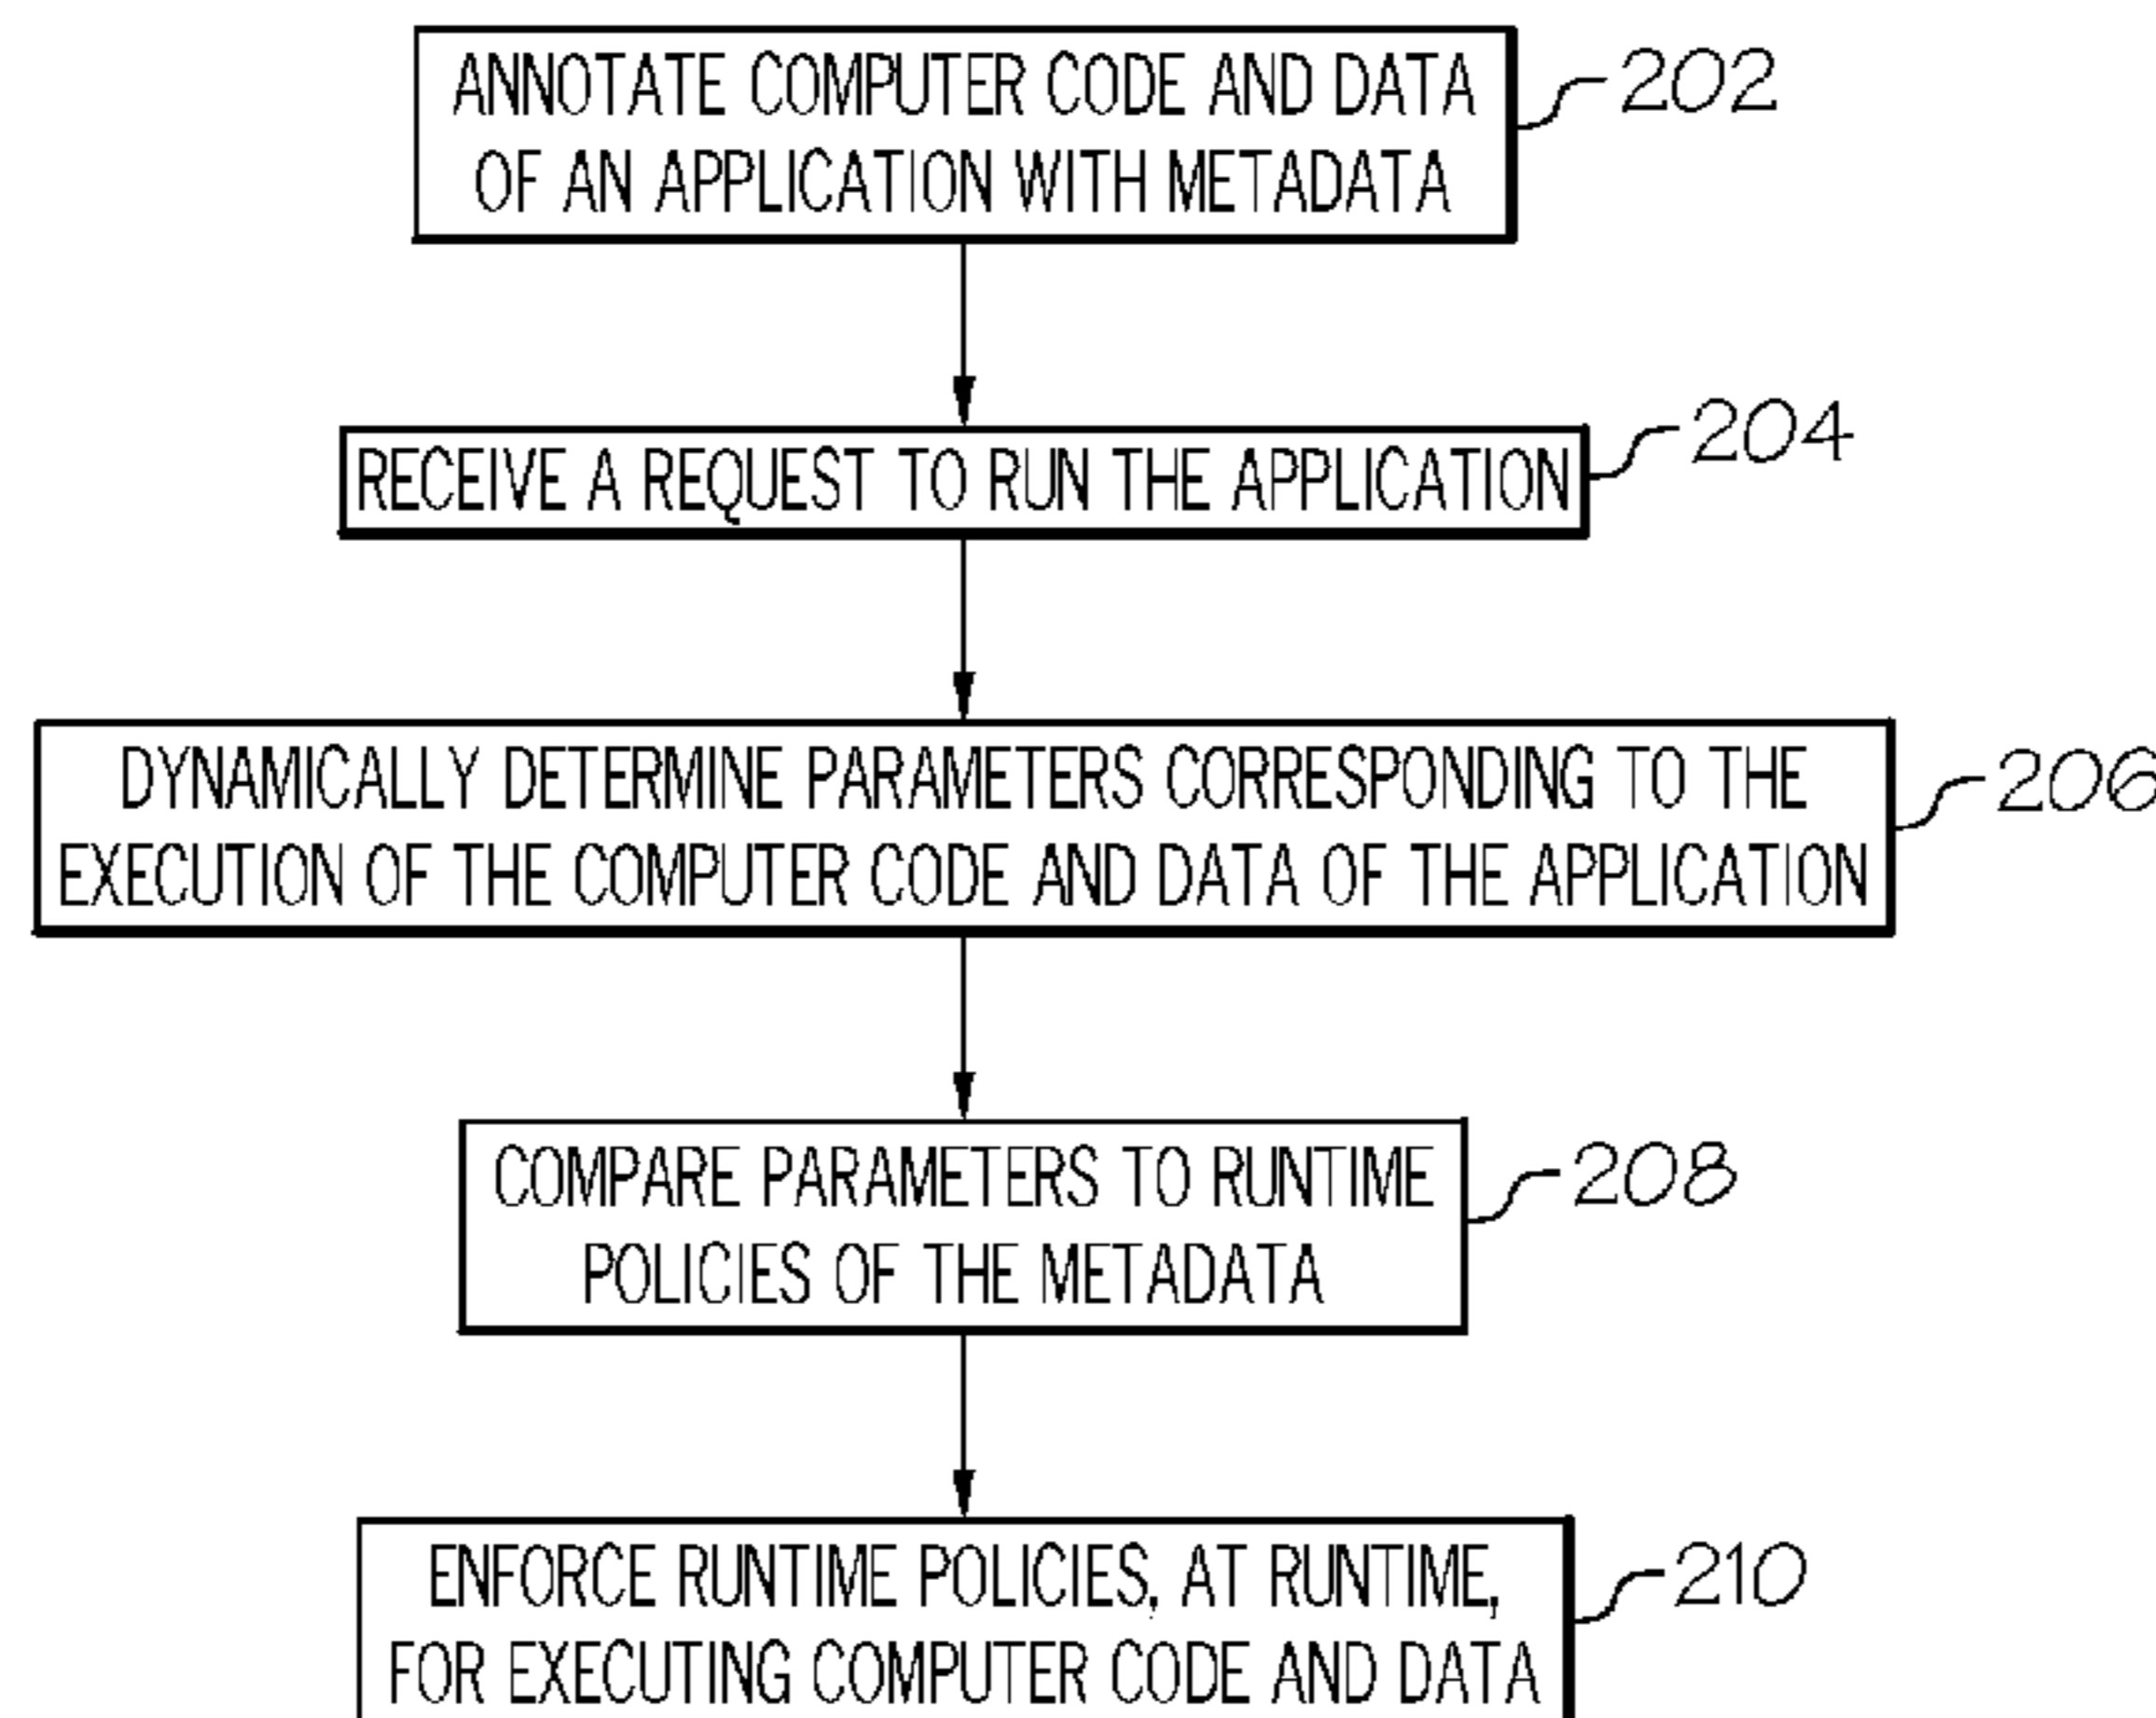 ANNOTATE COMPUTER CODE AND DATA
OF AN APPLICATION WITH METADATA
202
RECEIVE A REQUEST TO RUN THE APPLICATION
204
DYNAMICALLY DETERMINE PARAMETERS CORRESPONDING TO THE
EXECUTION OF THE COMPUTER CODE AND DATA OF THE APPLICATION
206
COMPARE PARAMETERS TO RUNTIME
POLICIES OF THE METADATA
208
ENFORCE RUNTIME POLICIES, AT RUNTIME,
FOR EXECUTING COMPUTER CODE AND DATA
210